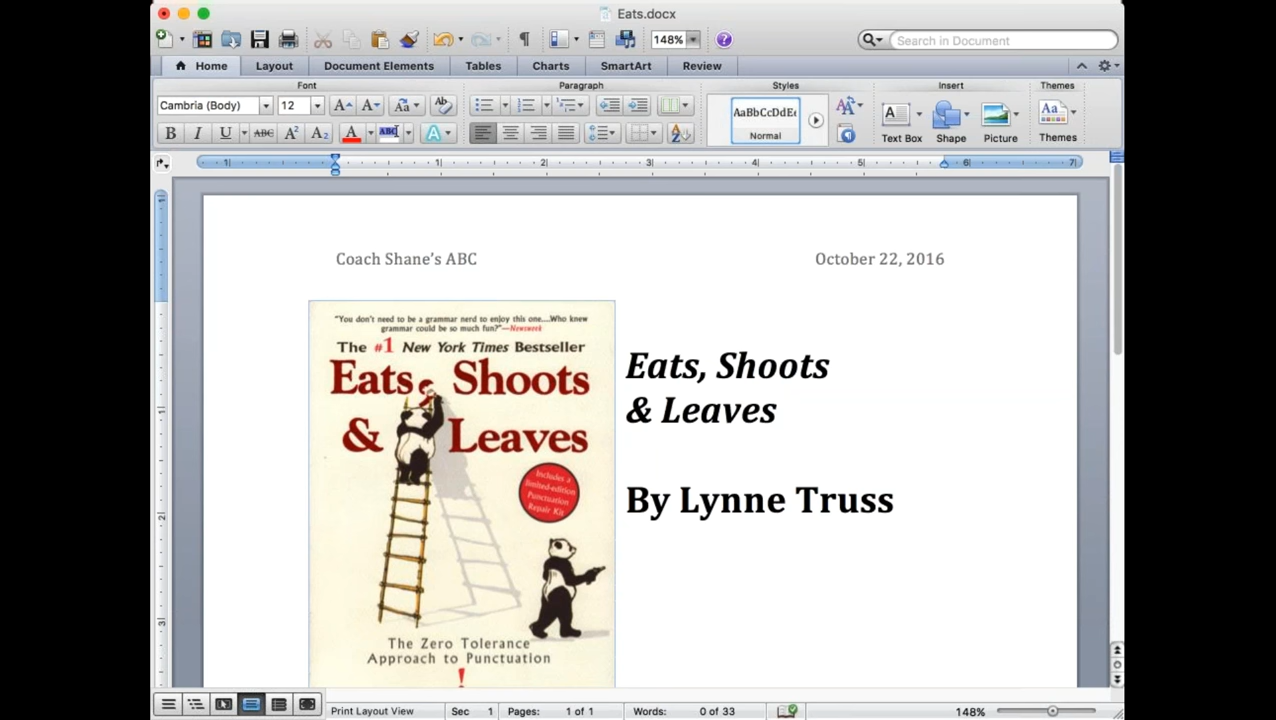 Eats.docx
148%
Search in Document
Home Layout Document Elements Tables Charts SmartArt Review
Font Paragraph Styles Insert Themes
Cambria (Body) 12
AaBbCcDdEe
Normal
Text Box Shape Picture Themes
Coach Shane's ABC October 22, 2016
"You don't need to be a grammar nerd to enjoy this one....Who knew
grammar could be so much fun?"—Newsweek
The #1 New York Times Bestseller
Eats, Shoots
& Leaves
Includes a
limited-edition
Punctuation
Repair Kit
The Zero Tolerance
Approach to Punctuation
!
Eats, Shoots
& Leaves
By Lynne Truss
Print Layout View Sec 1 Pages: 1 of 1 Words: 0 of 33 148%